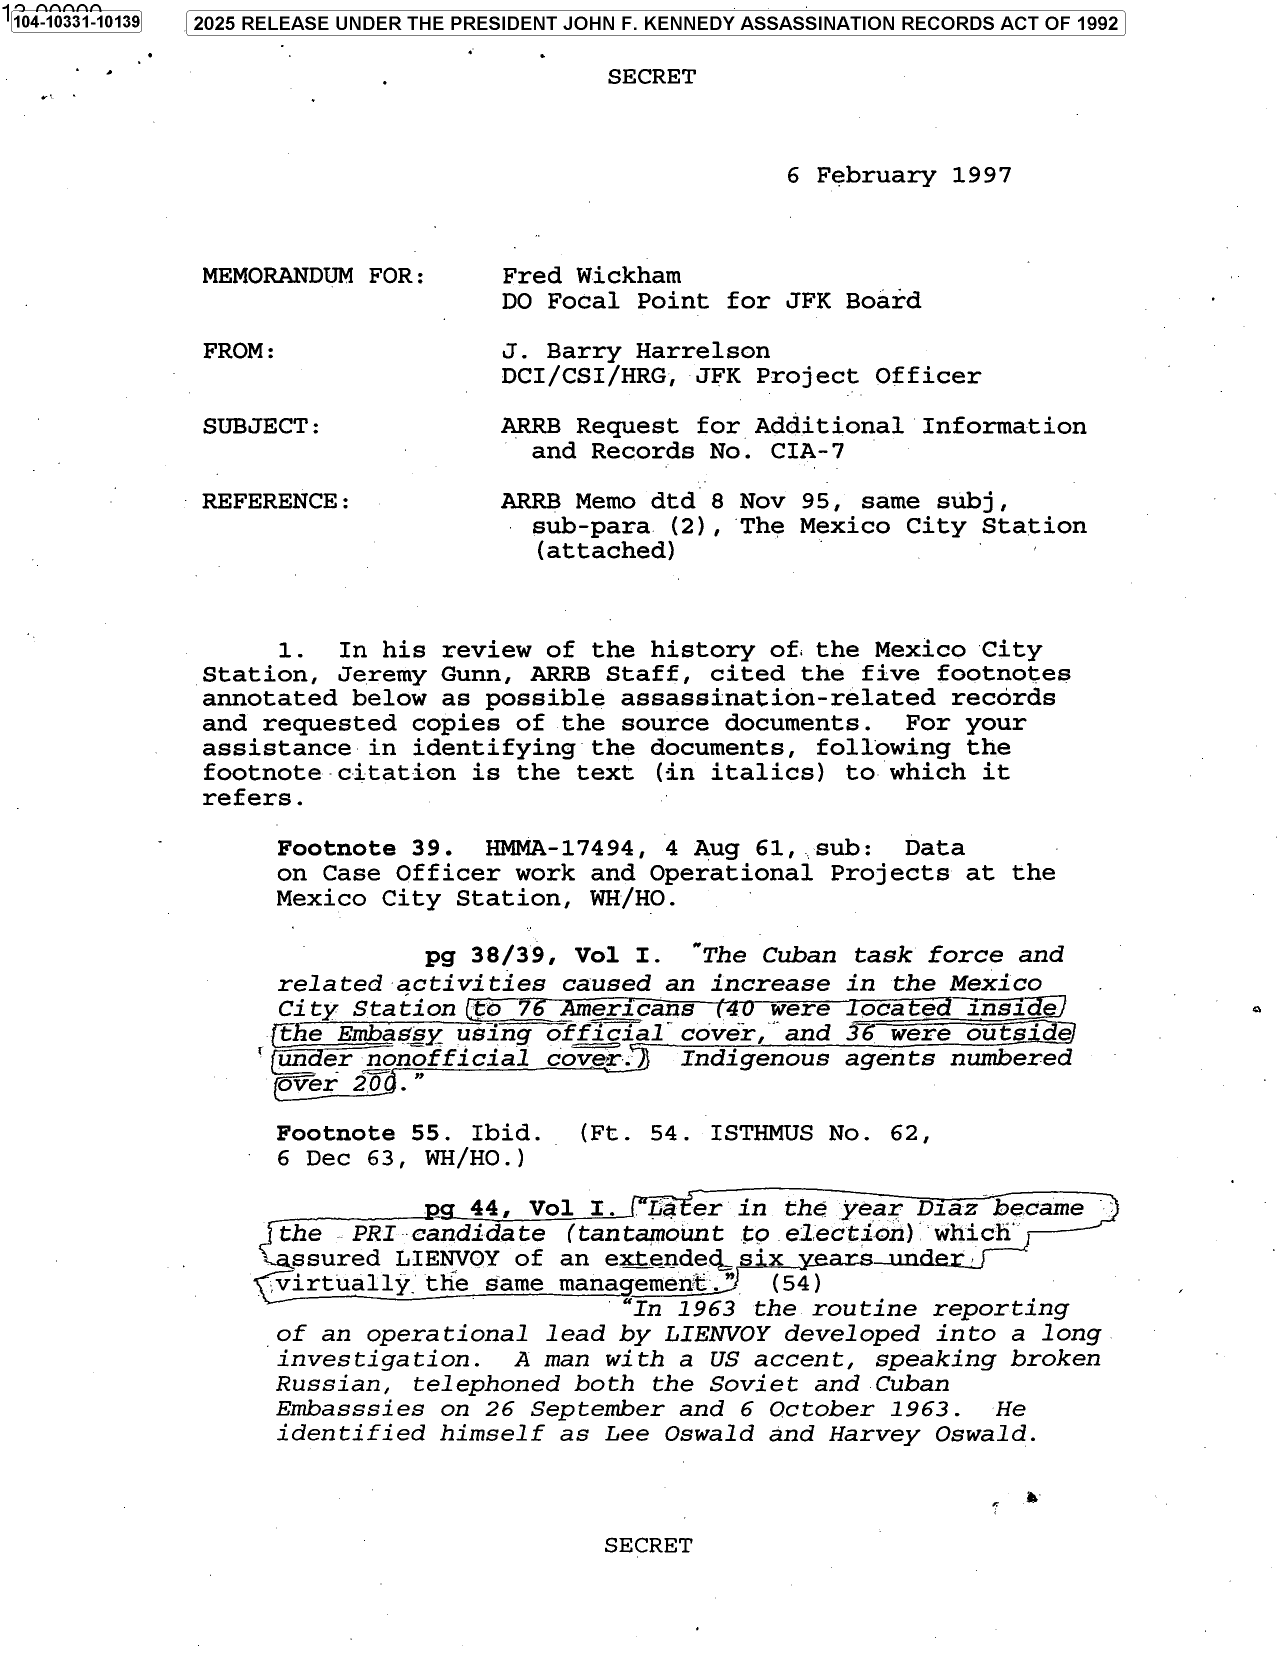 104-10331-10139
2025 RELEASE UNDER THE PRESIDENT JOHN F. KENNEDY ASSASSINATION RECORDS ACT OF 1992
SECRET
6 February 1997
MEMORANDUM FOR: Fred Wickham
DO Focal Point for JFK Board
FROM: J. Barry Harrelson
DCI/CSI/HRG, JFK Project Officer
SUBJECT: ARRB Request for Additional Information
and Records No. CIA-7
REFERENCE: ARRB Memo dtd 8 Nov 95, same subj,
sub-para (2), The Mexico City Station
(attached)
1. In his review of the history of the Mexico City
Station, Jeremy Gunn, ARRB Staff, cited the five footnotes
annotated below as possible assassination-related records
and requested copies of the source documents. For your
assistance in identifying the documents, following the
footnote citation is the text (in italics) to which it
refers.
Footnote 39. HMMA-17494, 4 Aug 61, sub: Data
on Case Officer work and Operational Projects at the
Mexico City Station, WH/HO.
pg 38/39, Vol I. "The Cuban task force and
related activities caused an increase in the Mexico
City Station to 76 Americans (40 were located inside
the Embassy using official cover, and 36 were outside
under nonofficial cover.) Indigenous agents numbered
over 200."
Footnote 55. Ibid. (Ft. 54. ISTHMUS No. 62,
6 Dec 63, WH/HO.)
pg 44, Vol I. "Later in the year Diaz became
the PRI candidate (tantamount to election) which
assured LIENVOY of an extended six years under
virtually the same management." (54)
"In 1963 the routine reporting
of an operational lead by LIENVOY developed into a long
investigation. A man with a US accent, speaking broken
Russian, telephoned both the Soviet and Cuban
Embasssies on 26 September and 6 October 1963. He
identified himself as Lee Oswald and Harvey Oswald.
SECRET